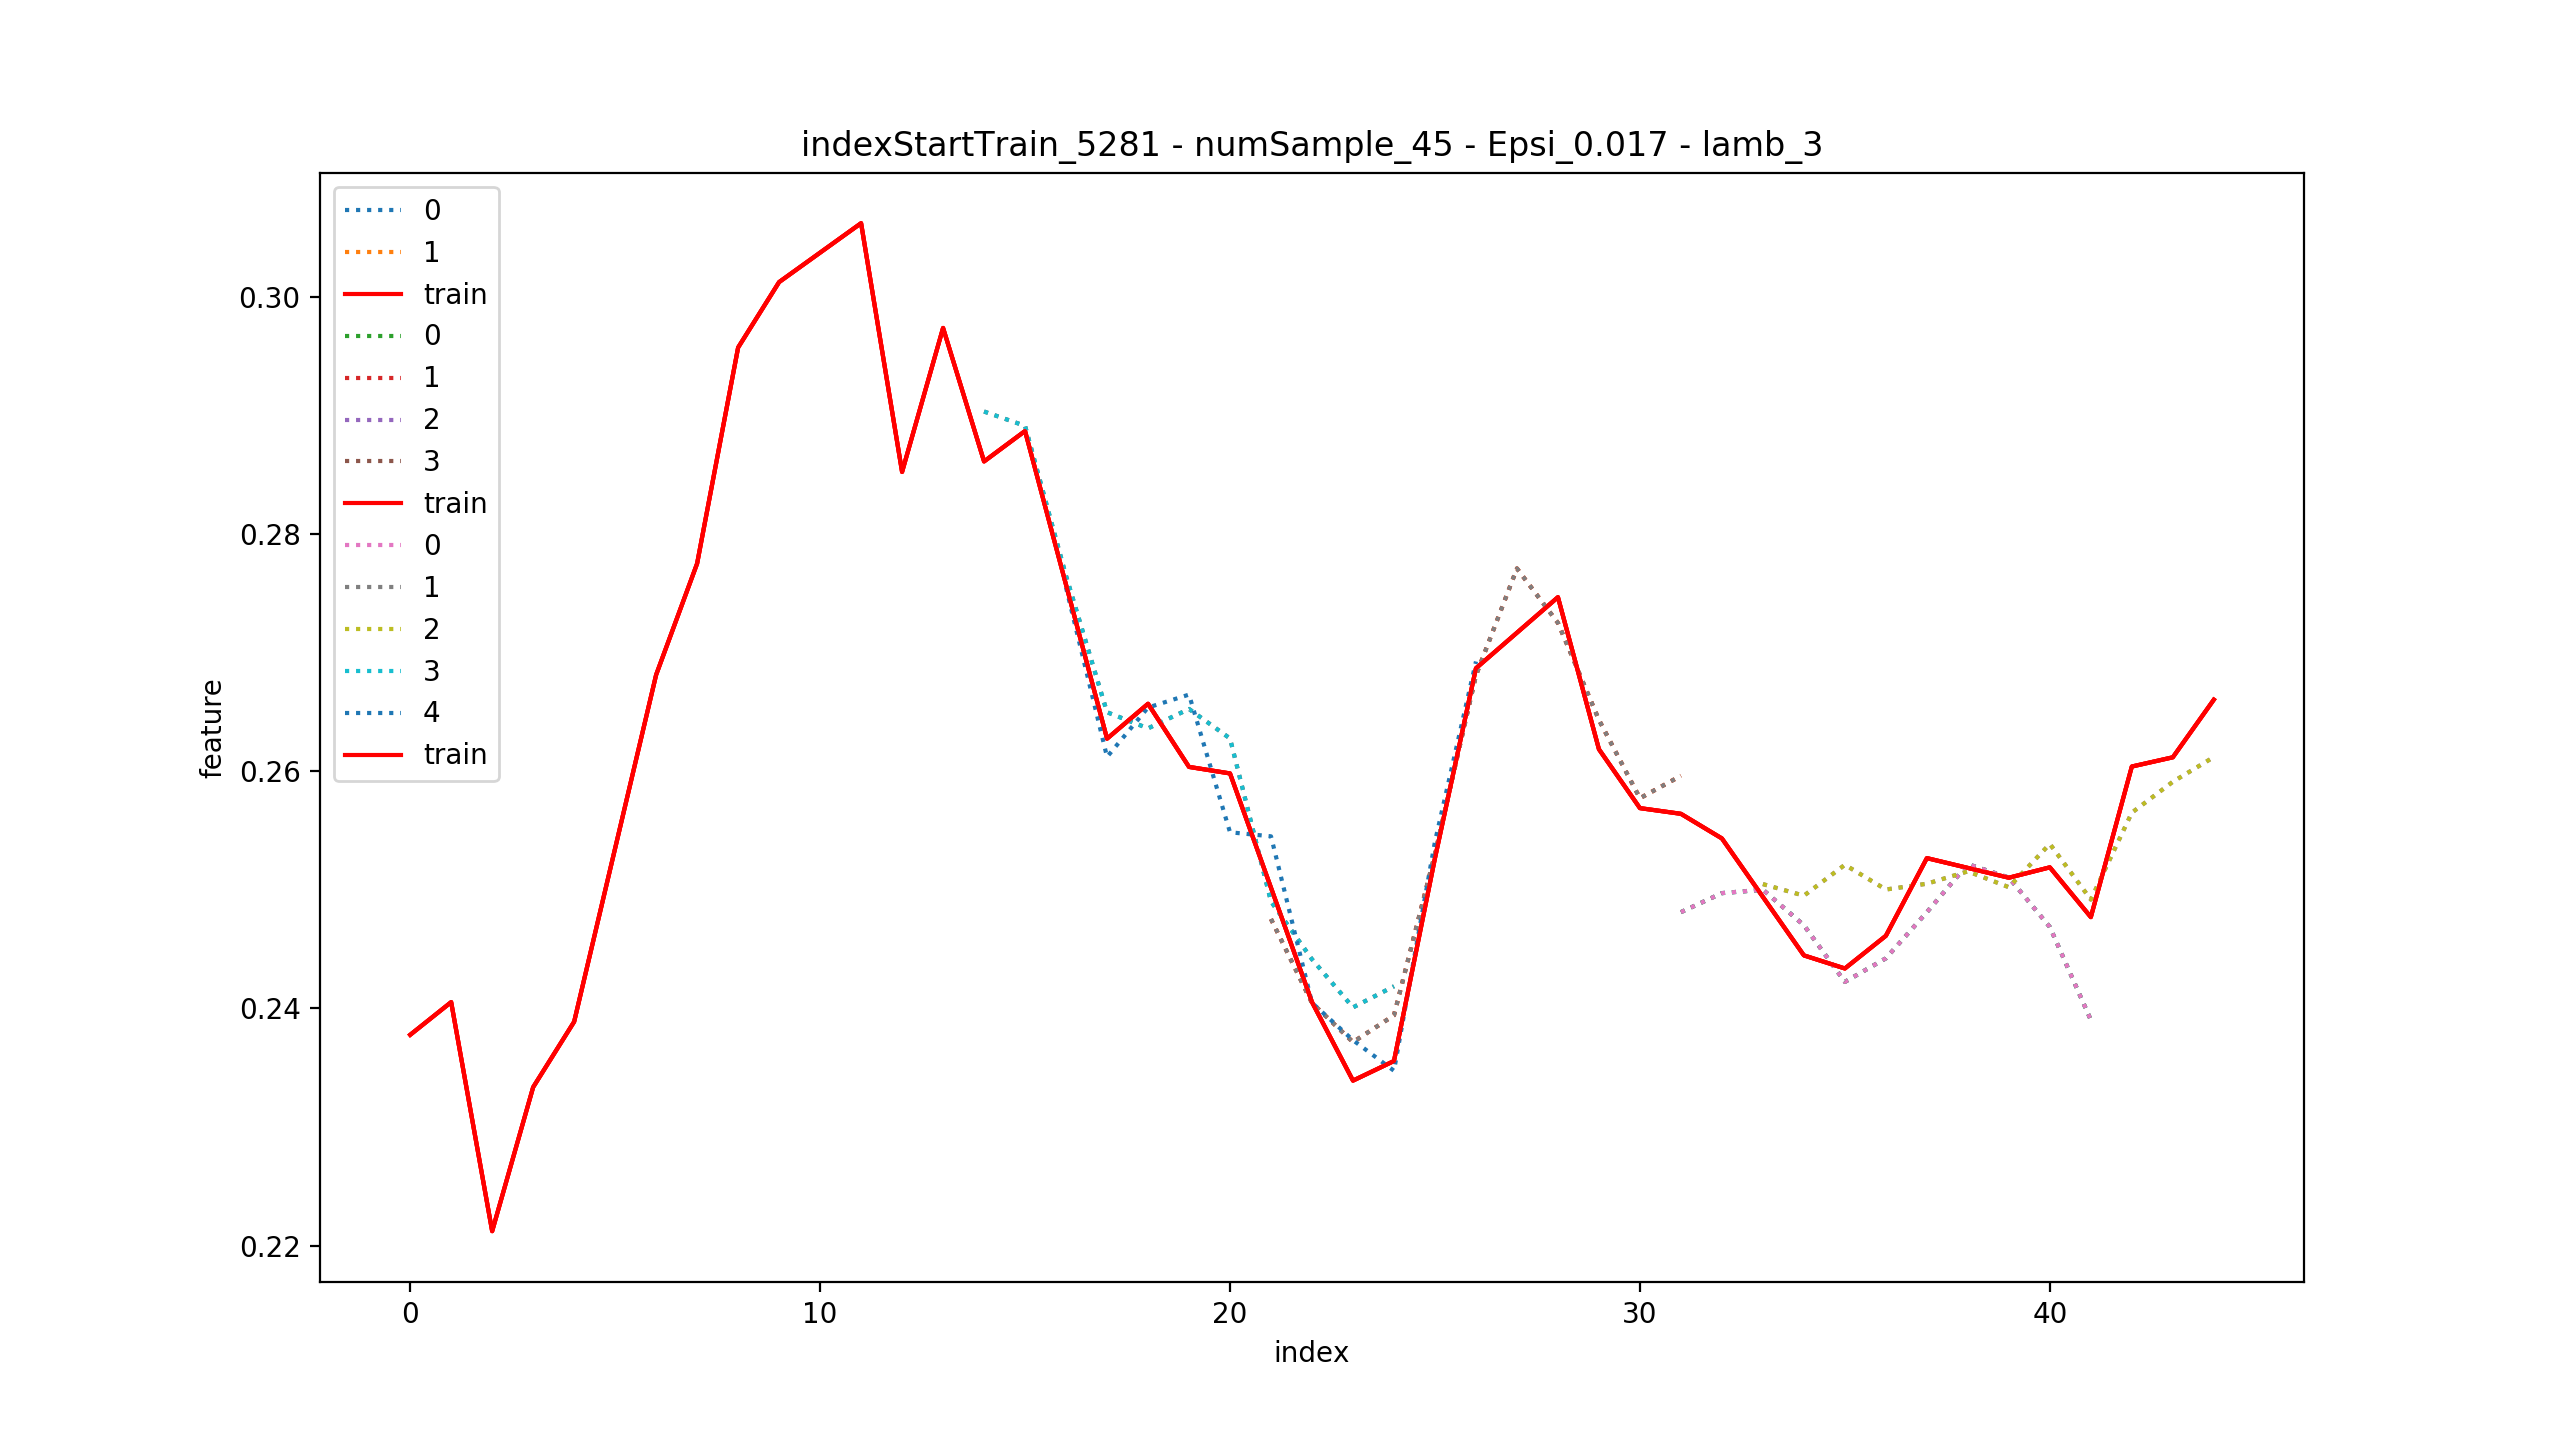 indexStartTrain_5281 - numSample_45 - Epsi_0.017 - lamb_3
0
1
train
0
1
2
3
train
0
1
2
3
4
train
0.30
0.28
0.26
0.24
0.22
feature
0 10 20 30 40
index